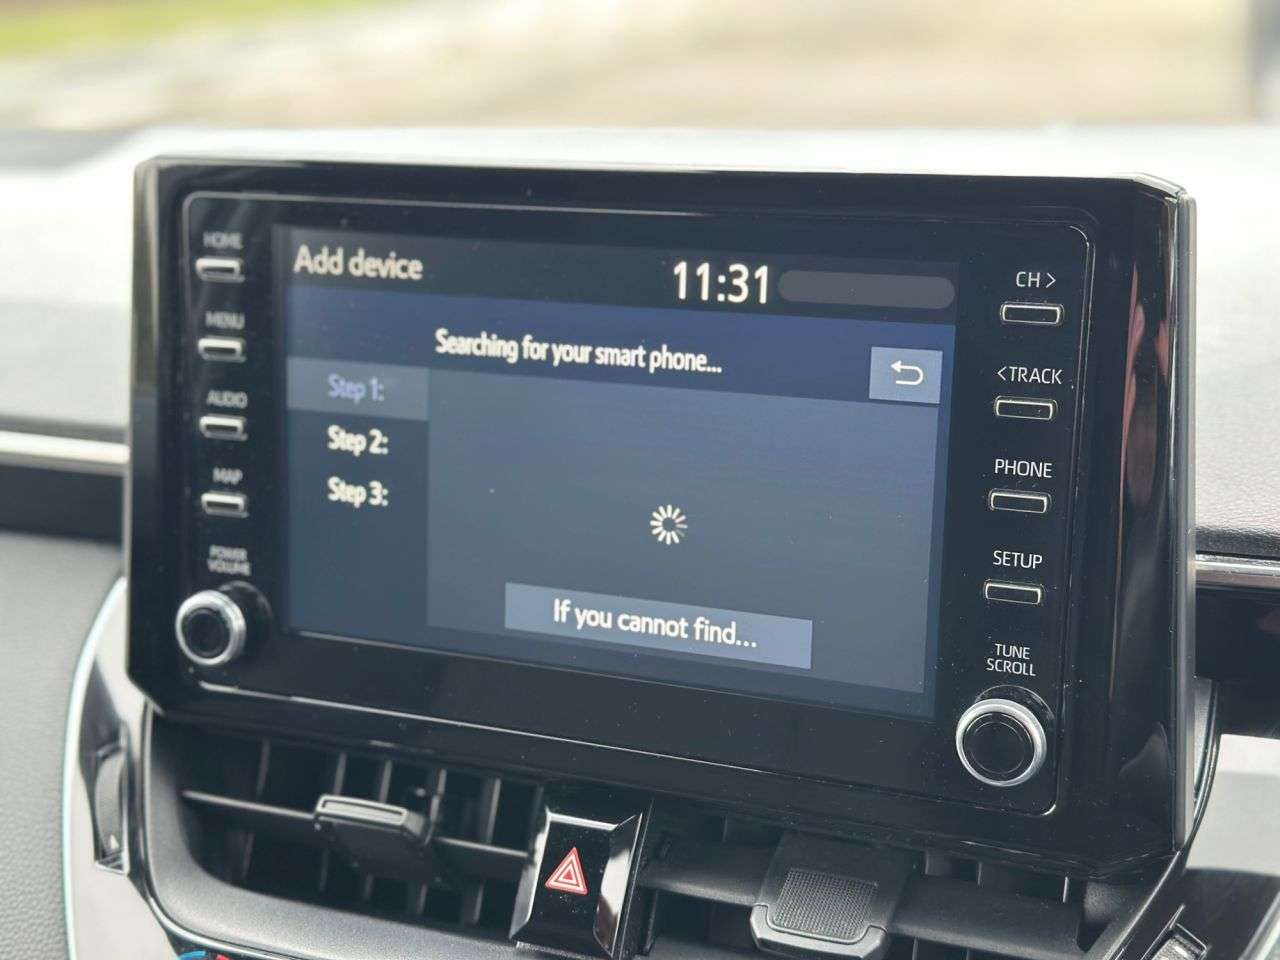 HOME
MENU
AUDIO
MAP
POWER
VOLUME
Add device
11:31
Searching for your smart phone...
Step 1:
Step 2:
Step 3:
If you cannot find...
CH >
< TRACK
PHONE
SETUP
TUNE
SCROLL